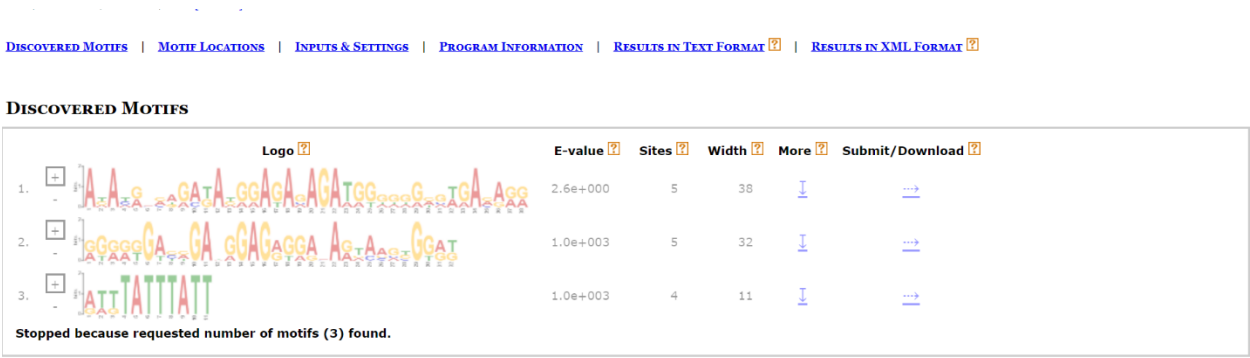 DISCOVERED MOTIFS | MOTIF LOCATIONS | INPUTS & SETTINGS | PROGRAM INFORMATION | RESULTS IN TEXT FORMAT ? | RESULTS IN XML FORMAT ?
DISCOVERED MOTIFS
Logo ? E-value ? Sites ? Width ? More ? Submit/Download ?
1. + - 2.6e+000 5 38
2. + - 1.0e+003 5 32
3. + - ATTTATTTATT 1.0e+003 4 11
Stopped because requested number of motifs (3) found.